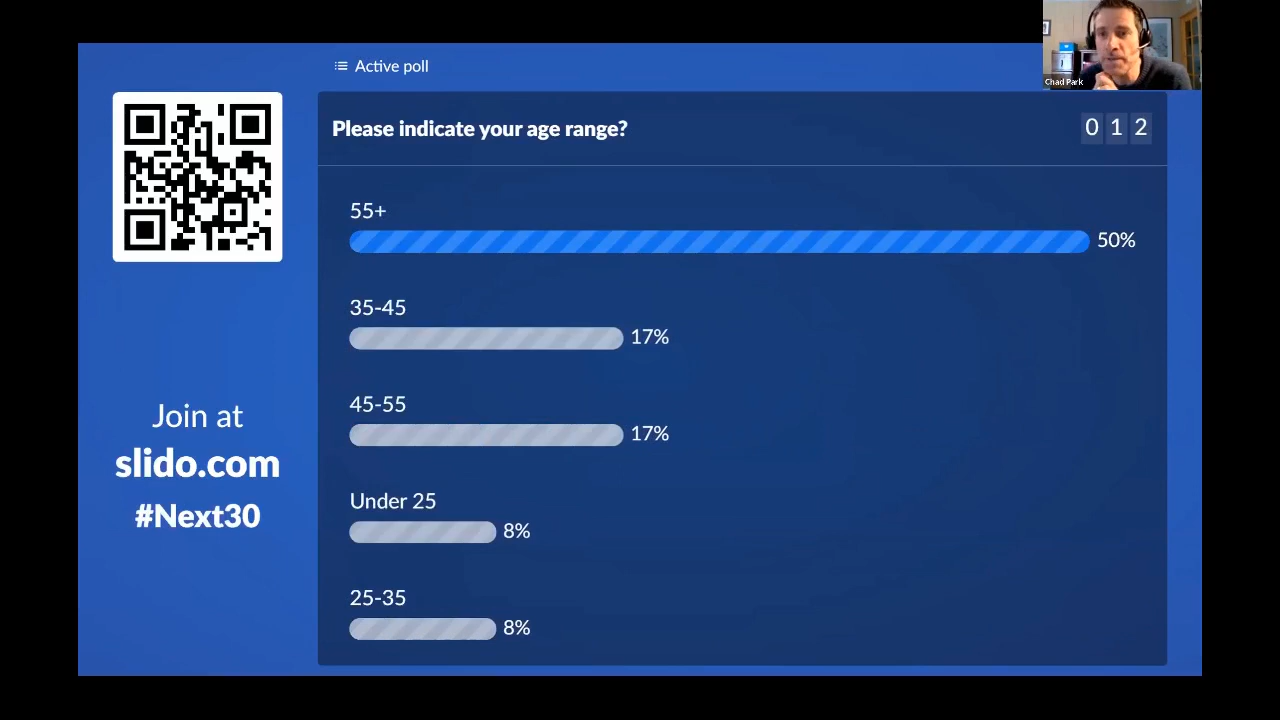 Active poll
Chad Park
Please indicate your age range?
0 1 2
55+
50%
35-45
17%
45-55
17%
Under 25
8%
25-35
8%
Join at
slido.com
#Next30